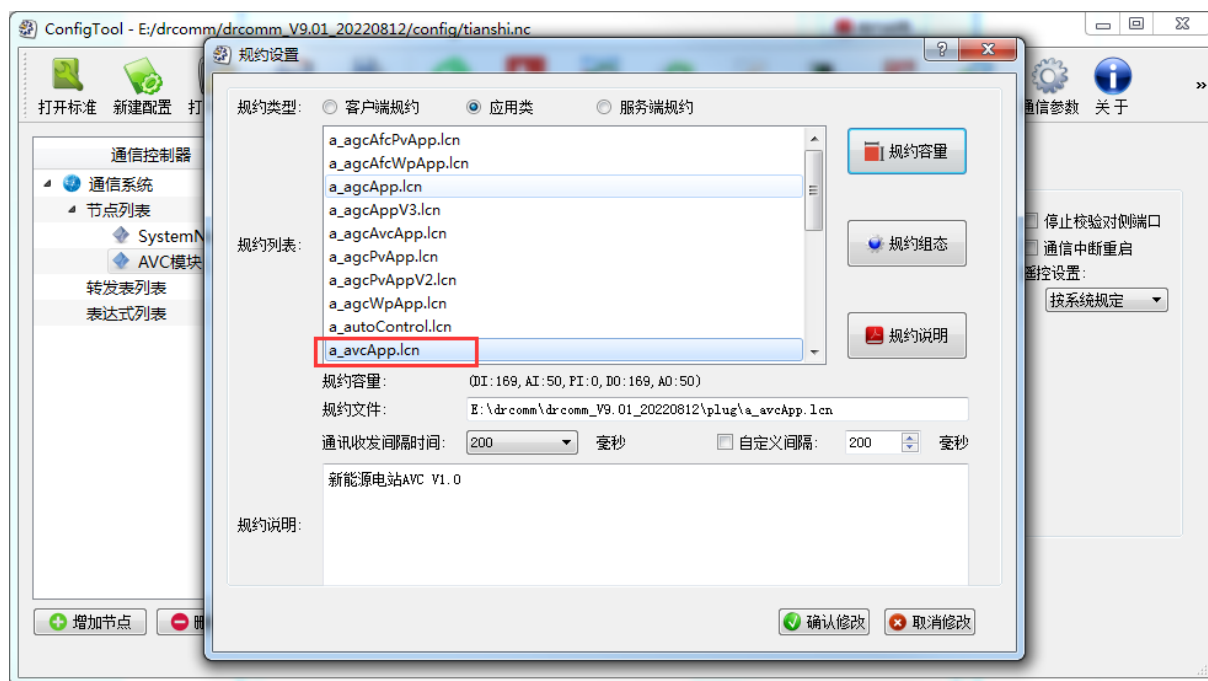 ConfigTool - E:/drcomm/drcomm_V9.01_20220812/config/tianshi.nc
规约设置
打开标准 新建配置 打
通信参数 关于
规约类型: 客户端规约 应用类 服务端规约
通信控制器
通信系统
节点列表
SystemN
AVC模块
转发表列表
表达式列表
规约列表:
a_agcAfcPvApp.lcn
a_agcAfcWpApp.lcn
a_agcApp.lcn
a_agcAppV3.lcn
a_agcAvcApp.lcn
a_agcPvApp.lcn
a_agcPvAppV2.lcn
a_agcWpApp.lcn
a_autoControl.lcn
a_avcApp.lcn
规约容量
规约组态
规约说明
停止校验对侧端口
通信中断重启
遥控设置:
按系统规定
规约容量: (DI:169,AI:50,PI:0,DO:169,AO:50)
规约文件: E:\drcomm\drcomm_V9.01_20220812\plug\a_avcApp.lcn
通讯收发间隔时间: 200 毫秒 自定义间隔: 200 毫秒
规约说明:
新能源电站AVC V1.0
增加节点
确认修改 取消修改